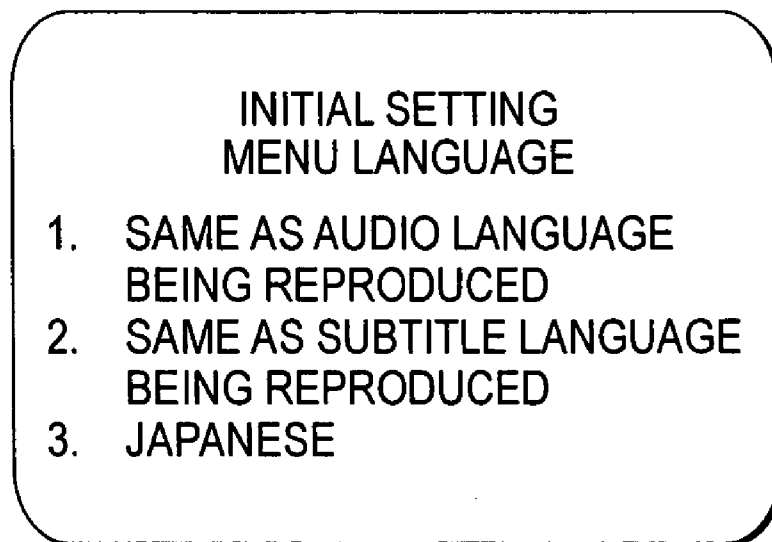 INITIAL SETTING
MENU LANGUAGE
1. SAME AS AUDIO LANGUAGE
BEING REPRODUCED
2. SAME AS SUBTITLE LANGUAGE
BEING REPRODUCED
3. JAPANESE